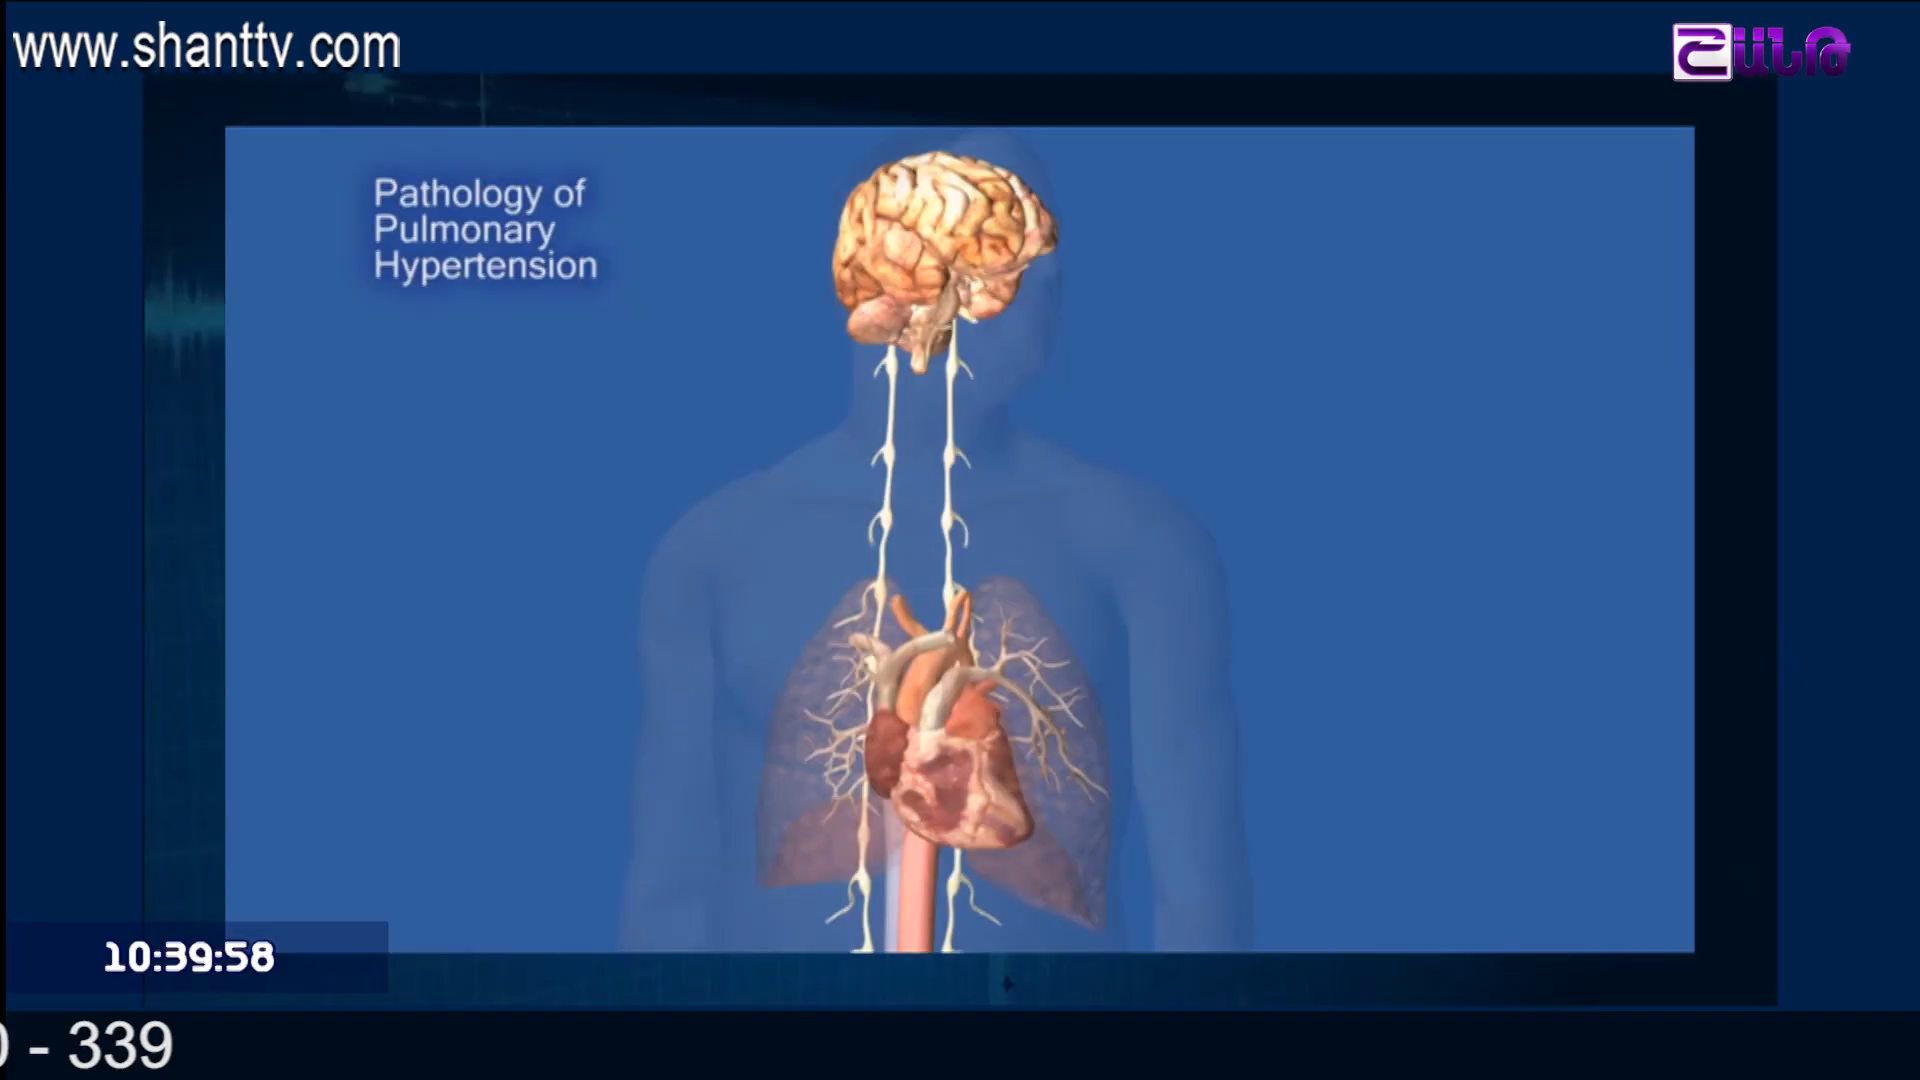 www.shanttv.com
ՇԱՆԹ
Pathology of
Pulmonary
Hypertension
10:39:58
- 339